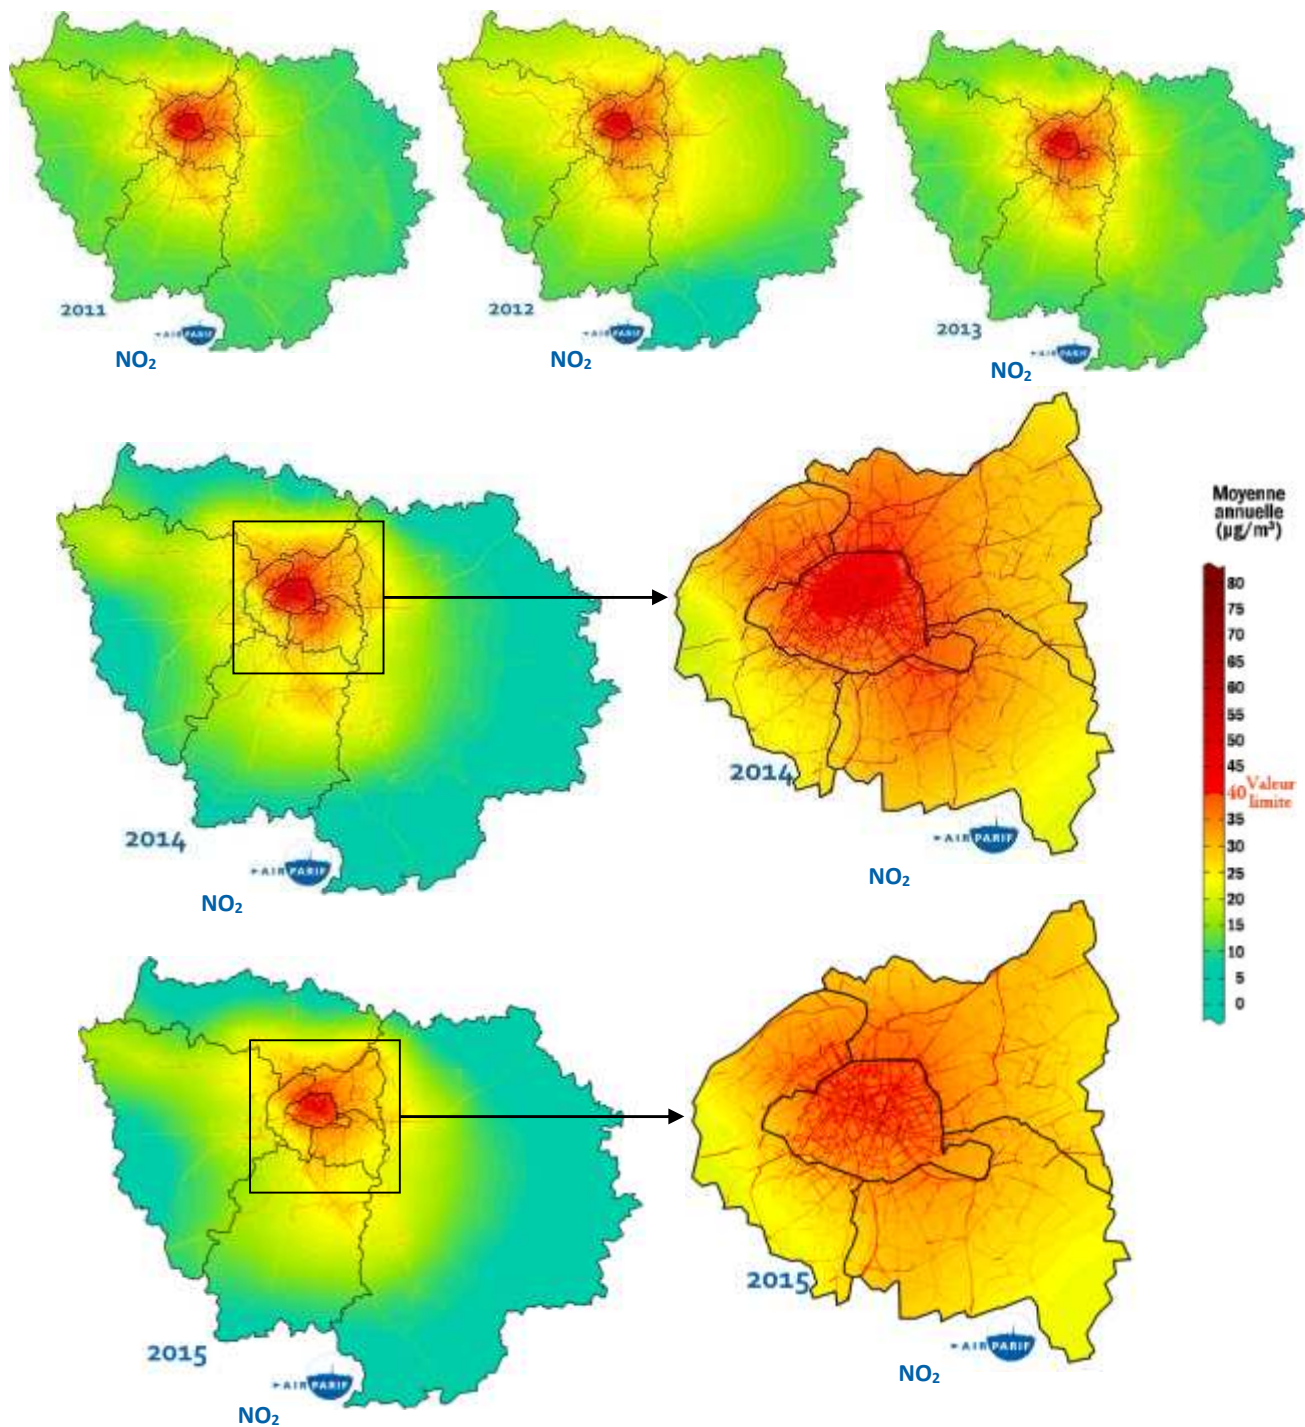 2011
AIRPARIF
NO₂
2012
AIRPARIF
NO₂
2013
AIRPARIF
NO₂
2014
AIRPARIF
NO₂
2014
AIRPARIF
NO₂
Moyenne
annuelle
(µg/m³)
80
75
70
65
60
55
50
45
40 Valeur
limite
35
30
25
20
15
10
5
0
2015
AIRPARIF
NO₂
2015
AIRPARIF
NO₂